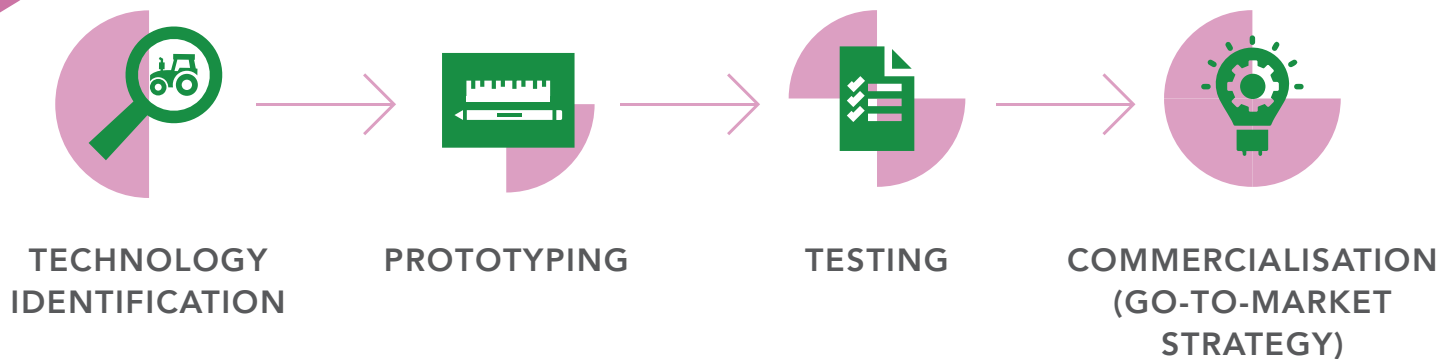 TECHNOLOGY
IDENTIFICATION
PROTOTYPING
TESTING
COMMERCIALISATION
(GO-TO-MARKET
STRATEGY)